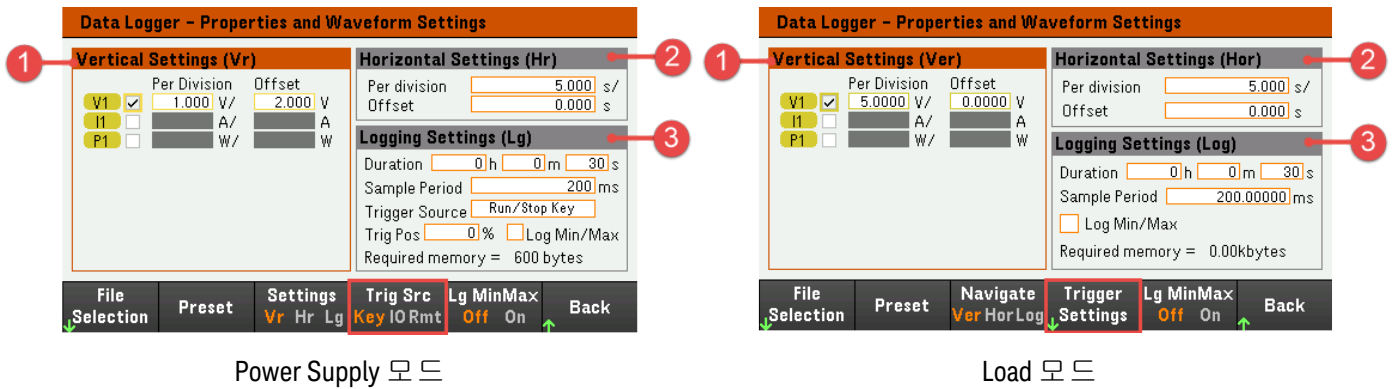 Data Logger – Properties and Waveform Settings
1
Vertical Settings (Vr)
Per Division Offset
V1 1.000 V/ 2.000 V
I1 A/ A
P1 W/ W
Horizontal Settings (Hr)
2
Per division 5.000 s/
Offset 0.000 s
Logging Settings (Lg)
3
Duration 0 h 0 m 30 s
Sample Period 200 ms
Trigger Source Run/Stop Key
Trig Pos 0 % Log Min/Max
Required memory = 600 bytes
File Selection
Preset
Settings
Vr Hr Lg
Trig Src
Key IO Rmt
Lg MinMax
Off On
Back
Power Supply 모드
Data Logger – Properties and Waveform Settings
1
Vertical Settings (Ver)
Per Division Offset
V1 5.0000 V/ 0.0000 V
I1 A/ A
P1 W/ W
Horizontal Settings (Hor)
2
Per division 5.000 s/
Offset 0.000 s
Logging Settings (Log)
3
Duration 0 h 0 m 30 s
Sample Period 200.00000 ms
Log Min/Max
Required memory = 0.00kbytes
File Selection
Preset
Navigate
Ver Hor Log
Trigger Settings
Lg MinMax
Off On
Back
Load 모드